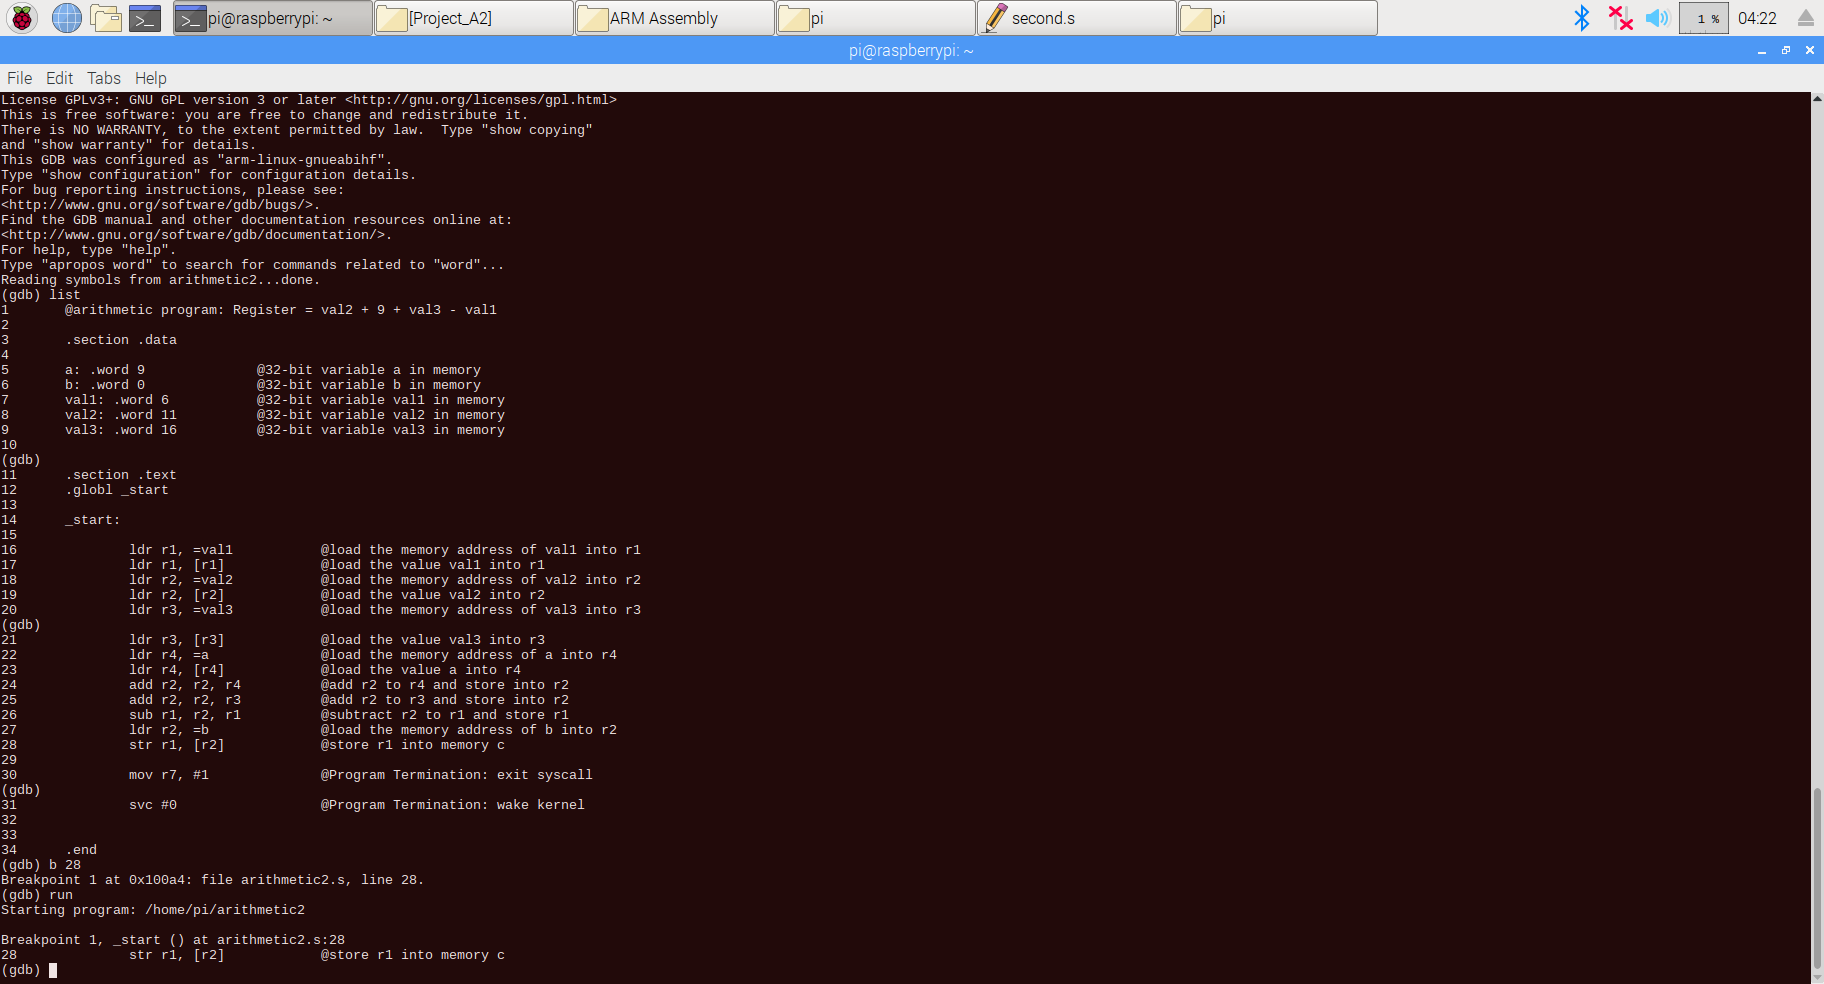 pi@raspberrypi: ~
[Project_A2]
ARM Assembly
pi
second.s
pi
1 %
04:22
pi@raspberrypi: ~
File Edit Tabs Help
License GPLv3+: GNU GPL version 3 or later <http://gnu.org/licenses/gpl.html>
This is free software: you are free to change and redistribute it.
There is NO WARRANTY, to the extent permitted by law.  Type "show copying"
and "show warranty" for details.
This GDB was configured as "arm-linux-gnueabihf".
Type "show configuration" for configuration details.
For bug reporting instructions, please see:
<http://www.gnu.org/software/gdb/bugs/>.
Find the GDB manual and other documentation resources online at:
<http://www.gnu.org/software/gdb/documentation/>.
For help, type "help".
Type "apropos word" to search for commands related to "word"...
Reading symbols from arithmetic2...done.
(gdb) list
1       @arithmetic program: Register = val2 + 9 + val3 - val1
2
3       .section .data
4
5       a: .word 9              @32-bit variable a in memory
6       b: .word 0              @32-bit variable b in memory
7       val1: .word 6           @32-bit variable val1 in memory
8       val2: .word 11          @32-bit variable val2 in memory
9       val3: .word 16          @32-bit variable val3 in memory
10
(gdb)
11      .section .text
12      .globl _start
13
14      _start:
15
16              ldr r1, =val1           @load the memory address of val1 into r1
17              ldr r1, [r1]            @load the value val1 into r1
18              ldr r2, =val2           @load the memory address of val2 into r2
19              ldr r2, [r2]            @load the value val2 into r2
20              ldr r3, =val3           @load the memory address of val3 into r3
(gdb)
21              ldr r3, [r3]            @load the value val3 into r3
22              ldr r4, =a              @load the memory address of a into r4
23              ldr r4, [r4]            @load the value a into r4
24              add r2, r2, r4          @add r2 to r4 and store into r2
25              add r2, r2, r3          @add r2 to r3 and store into r2
26              sub r1, r2, r1          @subtract r2 to r1 and store r1
27              ldr r2, =b              @load the memory address of b into r2
28              str r1, [r2]            @store r1 into memory c
29
30              mov r7, #1              @Program Termination: exit syscall
(gdb)
31              svc #0                  @Program Termination: wake kernel
32
33
34      .end
(gdb) b 28
Breakpoint 1 at 0x100a4: file arithmetic2.s, line 28.
(gdb) run
Starting program: /home/pi/arithmetic2
Breakpoint 1, _start () at arithmetic2.s:28
28              str r1, [r2]            @store r1 into memory c
(gdb)